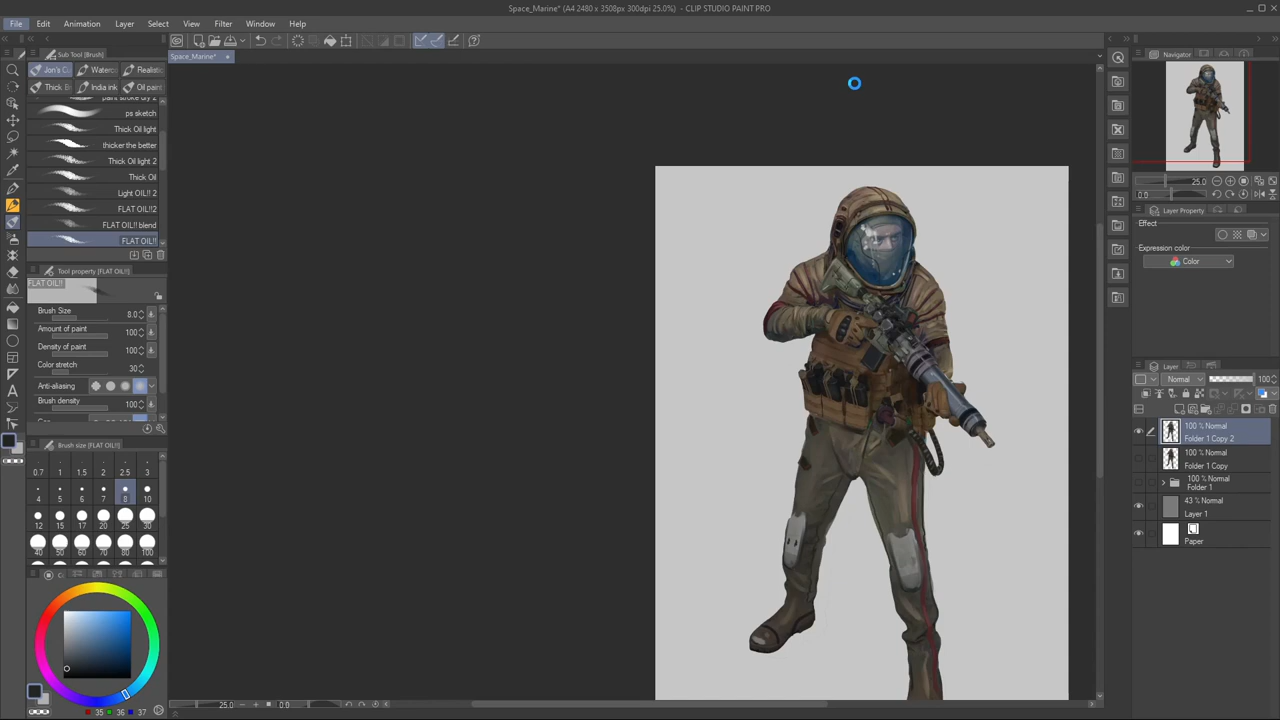 Space_Marine* (A4 2480 x 3508px 300dpi 25.0%) - CLIP STUDIO PAINT PRO
File Edit Animation Layer Select View Filter Window Help
Sub Tool [Brush]
Space_Marine*
Navigator
Jon's Cu Waterc Realistic
Thick B India ink Oil paint
paint stroke dry 2
ps sketch
Thick Oil light
thicker the better
Thick Oil light 2
Thick Oil
Light OIL!! 2
FLAT OIL!!2
FLAT OIL!! blend
FLAT OIL!!
Tool property [FLAT OIL!!]
FLAT OIL!!
Brush Size 8.0
Amount of paint 100
Density of paint 100
Color stretch 30
Anti-aliasing
Brush density 100
Brush size [FLAT OIL!!]
0.7 1 1.5 2 2.5 3
4 5 6 7 8 10
12 15 17 20 25 30
40 50 60 70 80 100
35 36 37
25.0 0.0
25.0
0.0
Layer Property
Effect
Expression color
Color
Layer
Normal 100
100 % Normal
Folder 1 Copy 2
100 % Normal
Folder 1 Copy
100 % Normal
Folder 1
43 % Normal
Layer 1
Paper